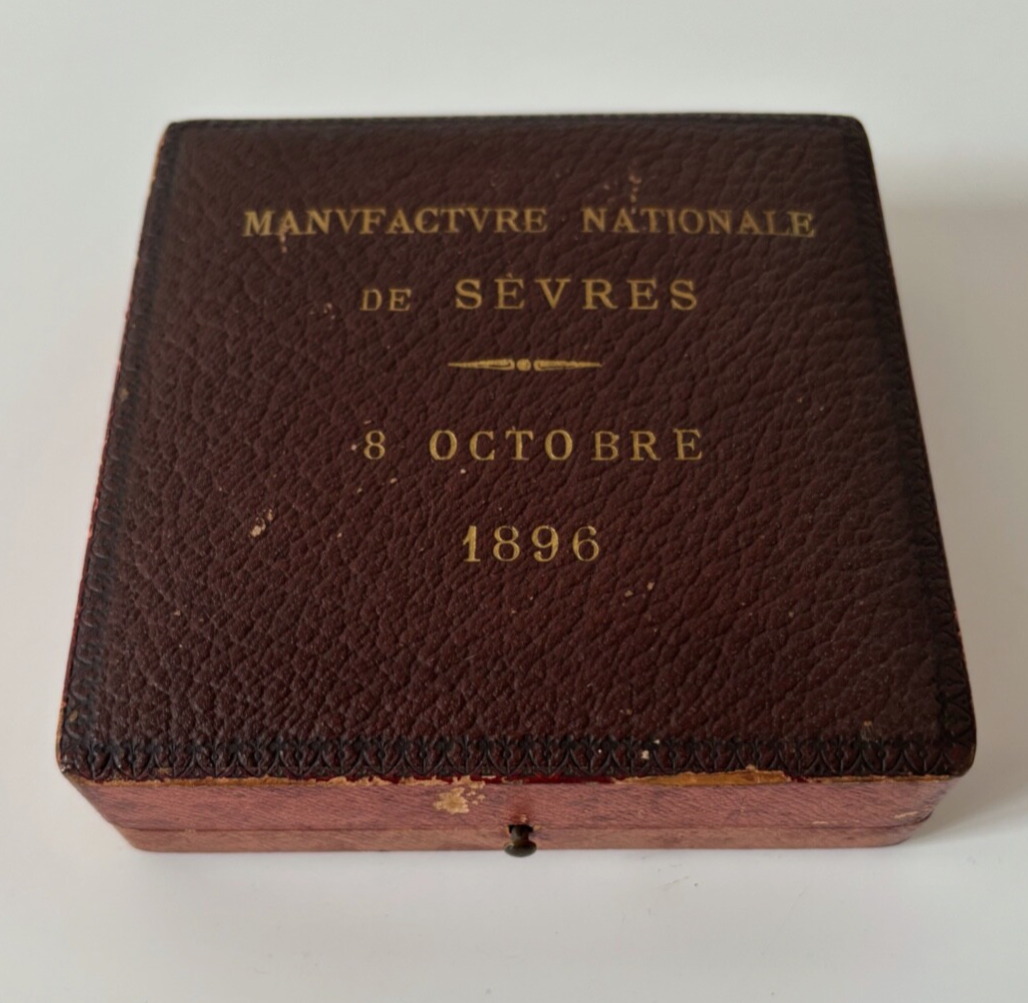 MANVFACTVRE NATIONALE
DE SÈVRES
8 OCTOBRE
1896